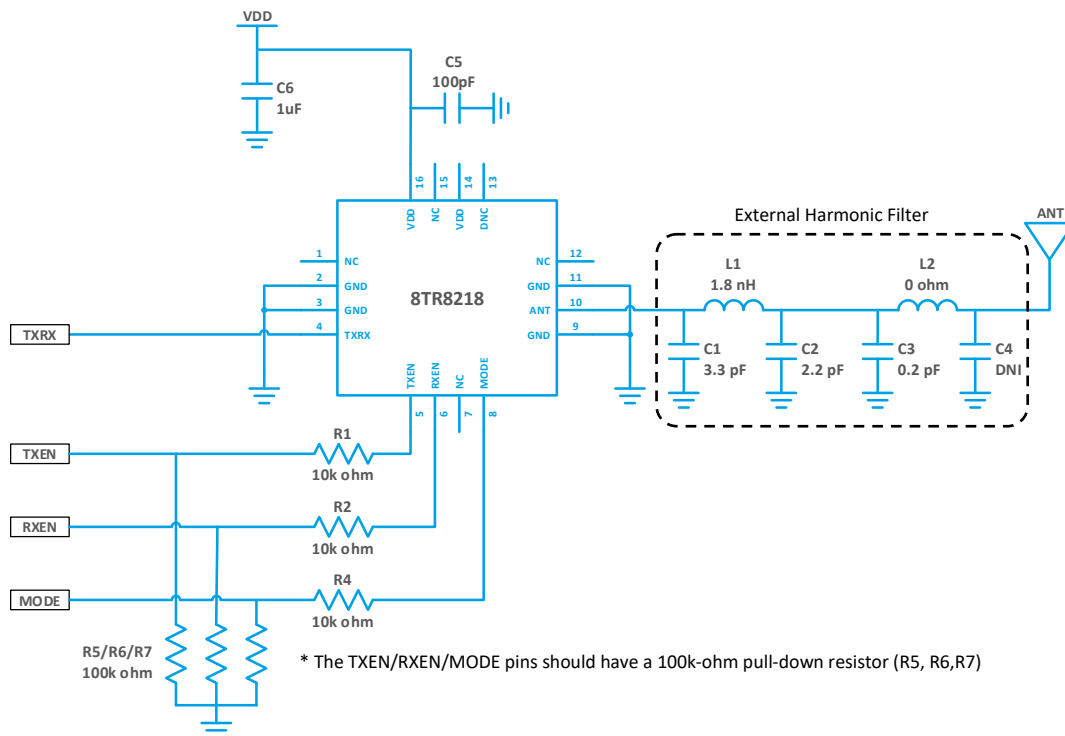 VDD
C5
100pF
C6
1uF
16
15
14
13
VDD
NC
VDD
DNC
External Harmonic Filter
ANT
1
NC
NC
12
2
GND
GND
11
8TR8218
L1
1.8 nH
L2
0 ohm
3
GND
ANT
10
TXRX
4
TXRX
GND
9
C1
3.3 pF
C2
2.2 pF
C3
0.2 pF
C4
DNI
TXEN
RXEN
NC
MODE
5
6
7
8
TXEN
R1
10k ohm
RXEN
R2
10k ohm
MODE
R4
10k ohm
R5/R6/R7
100k ohm
* The TXEN/RXEN/MODE pins should have a 100k-ohm pull-down resistor (R5, R6,R7)